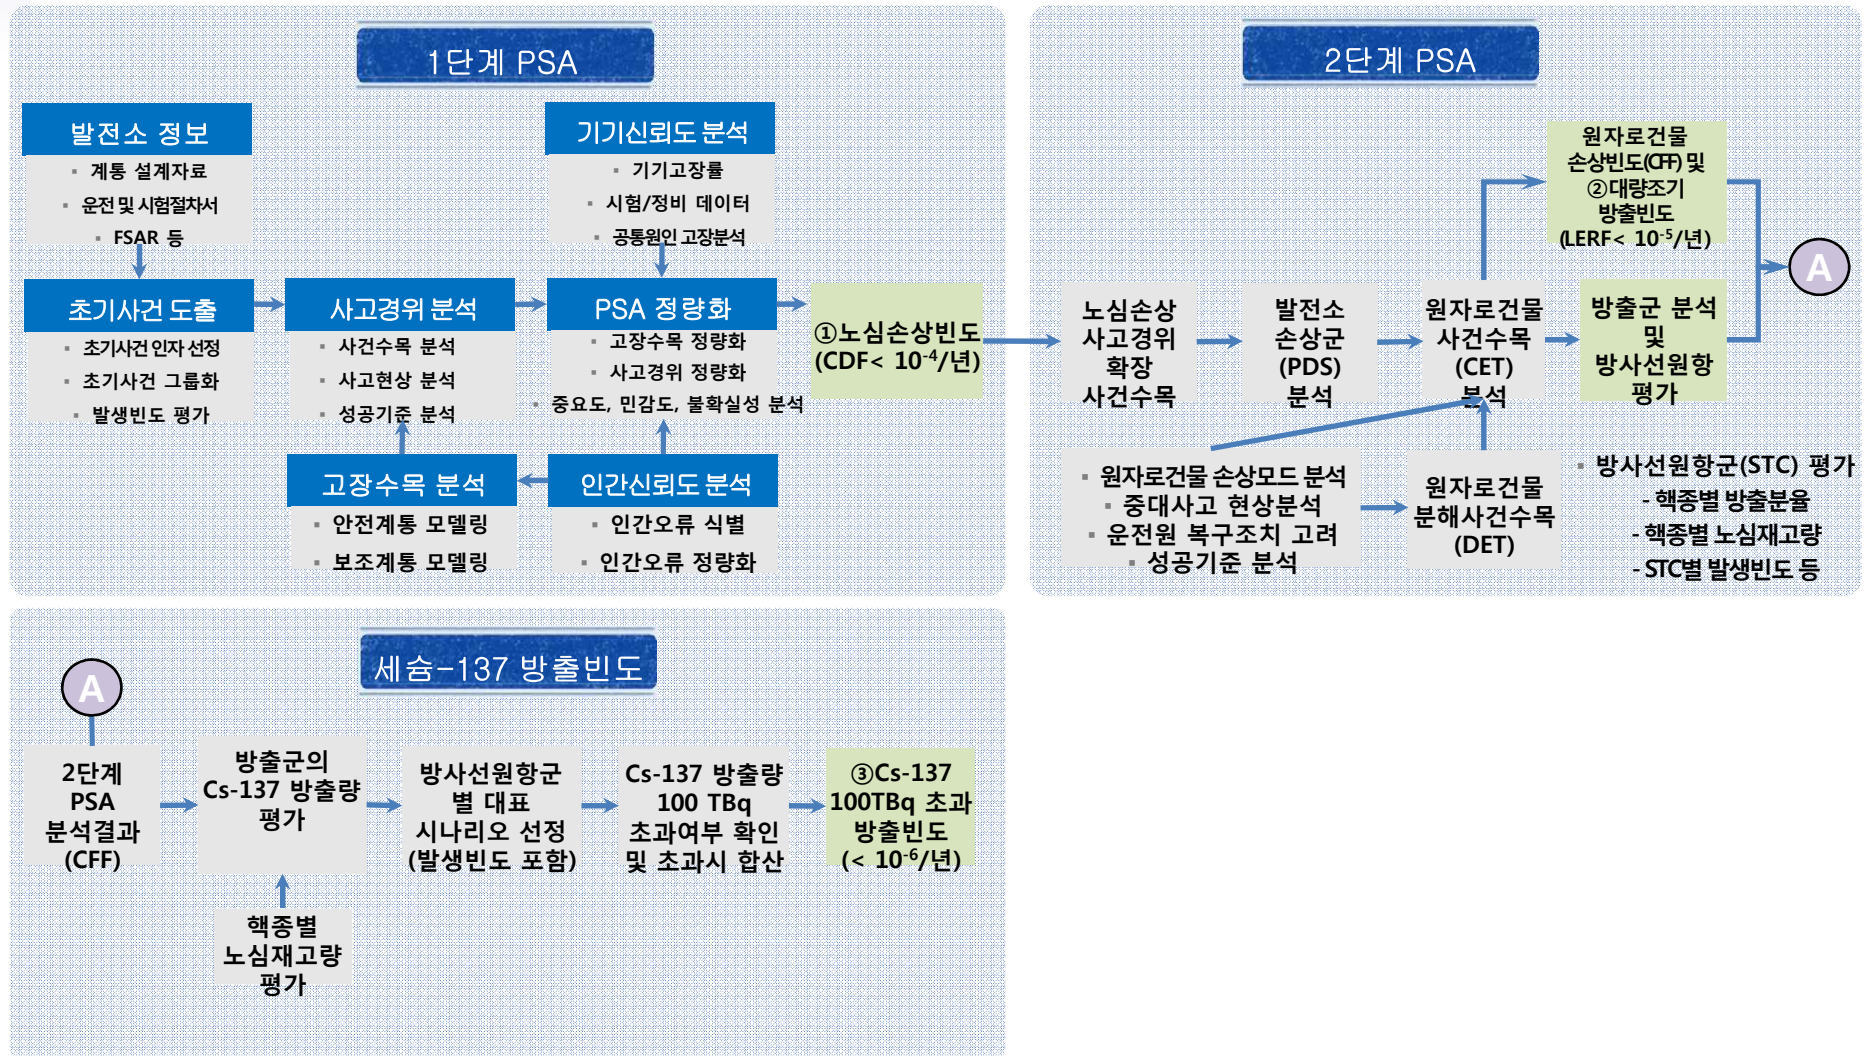 1단계 PSA
발전소 정보
▪ 계통 설계자료
▪ 운전 및 시험절차서
▪ FSAR 등
기기신뢰도 분석
▪ 기기고장률
▪ 시험/정비 데이터
▪ 공통원인 고장분석
초기사건 도출
▪ 초기사건 인자 선정
▪ 초기사건 그룹화
▪ 발생빈도 평가
사고경위 분석
▪ 사건수목 분석
▪ 사고현상 분석
▪ 성공기준 분석
PSA 정량화
▪ 고장수목 정량화
▪ 사고경위 정량화
▪ 중요도, 민감도, 불확실성 분석
①노심손상빈도
(CDF< 10-4/년)
고장수목 분석
▪ 안전계통 모델링
▪ 보조계통 모델링
인간신뢰도 분석
▪ 인간오류 식별
▪ 인간오류 정량화
2단계 PSA
원자로건물
손상빈도(CFF) 및
②대량조기
방출빈도
(LERF< 10-5/년)
A
노심손상
사고경위
확장
사건수목
발전소
손상군
(PDS)
분석
원자로건물
사건수목
(CET)
분석
방출군 분석
및
방사선원항
평가
▪ 원자로건물 손상모드 분석
▪ 중대사고 현상분석
▪ 운전원 복구조치 고려
▪ 성공기준 분석
원자로건물
분해사건수목
(DET)
▪ 방사선원항군(STC) 평가
- 핵종별 방출분율
- 핵종별 노심재고량
- STC별 발생빈도 등
세슘-137 방출빈도
A
2단계
PSA
분석결과
(CFF)
방출군의
Cs-137 방출량
평가
방사선원항군
별 대표
시나리오 선정
(발생빈도 포함)
Cs-137 방출량
100 TBq
초과여부 확인
및 초과시 합산
③Cs-137
100TBq 초과
방출빈도
(< 10-6/년)
핵종별
노심재고량
평가